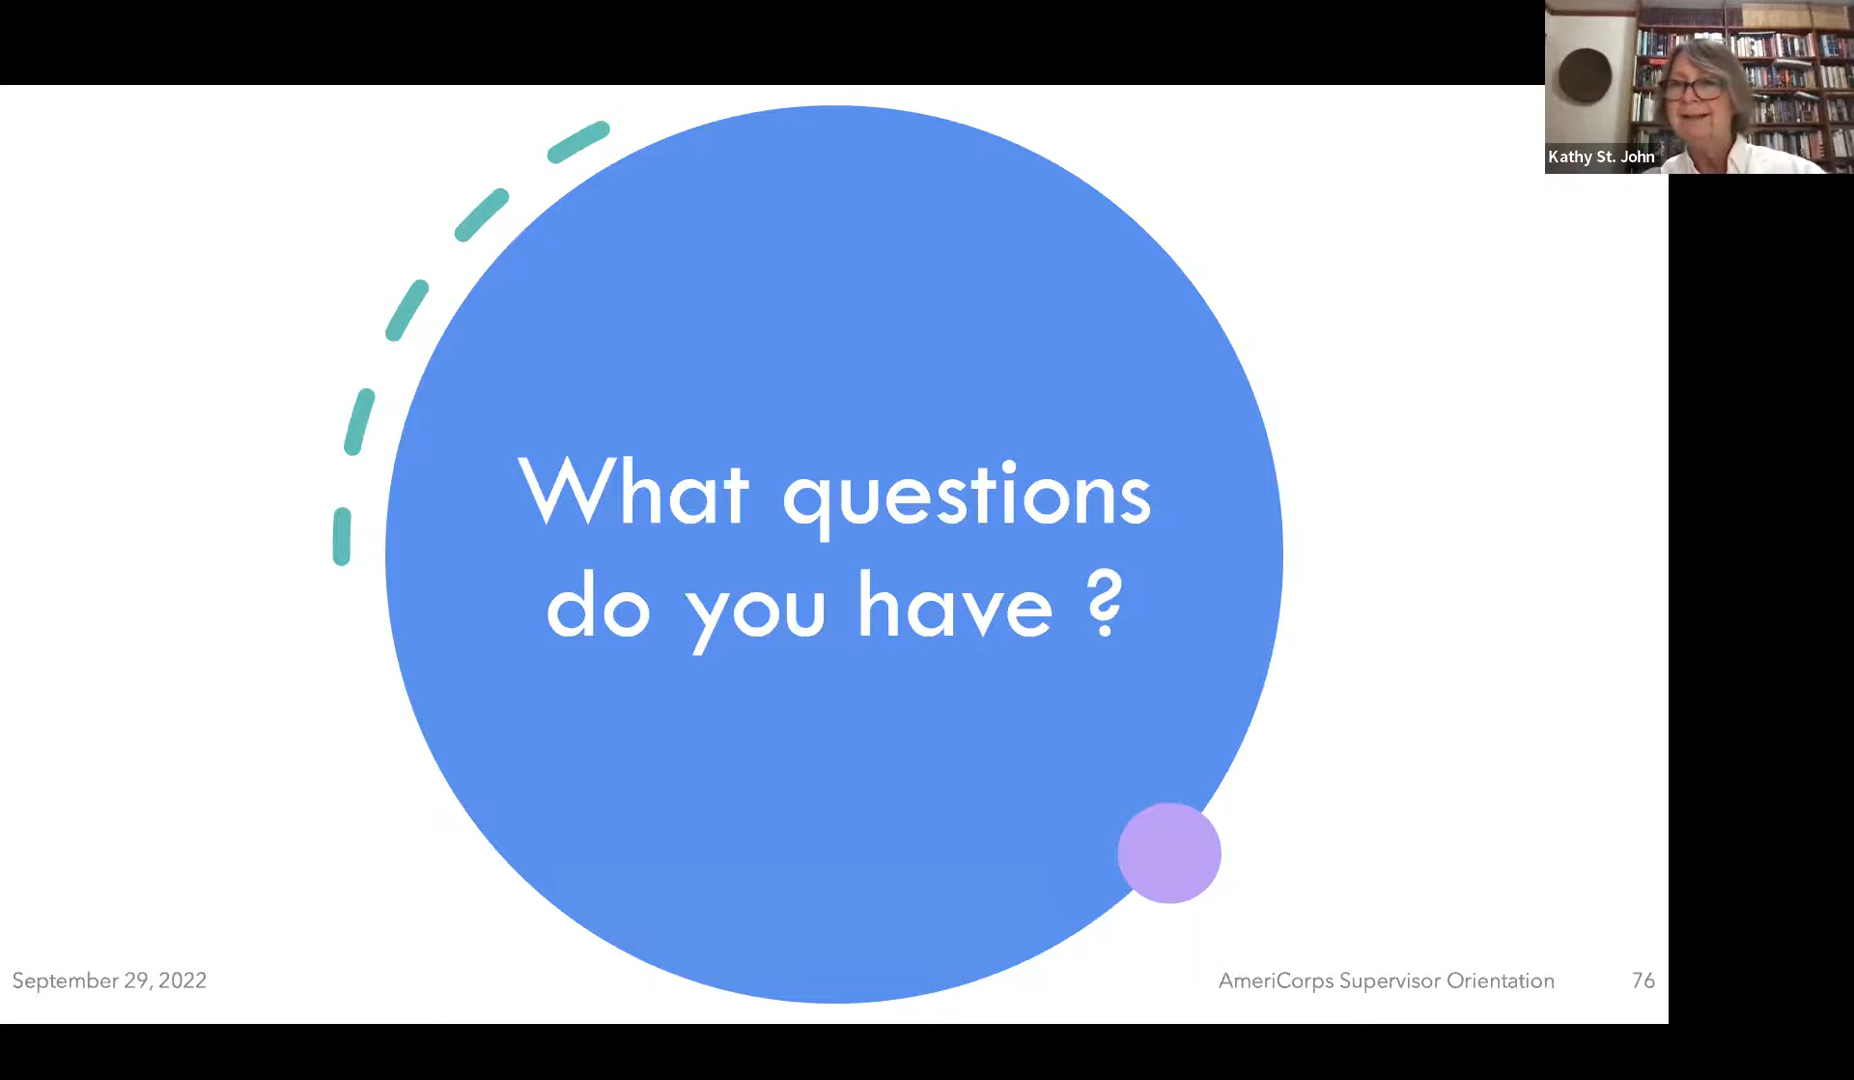 Kathy St. John
What questions
do you have ?
September 29, 2022
AmeriCorps Supervisor Orientation
76